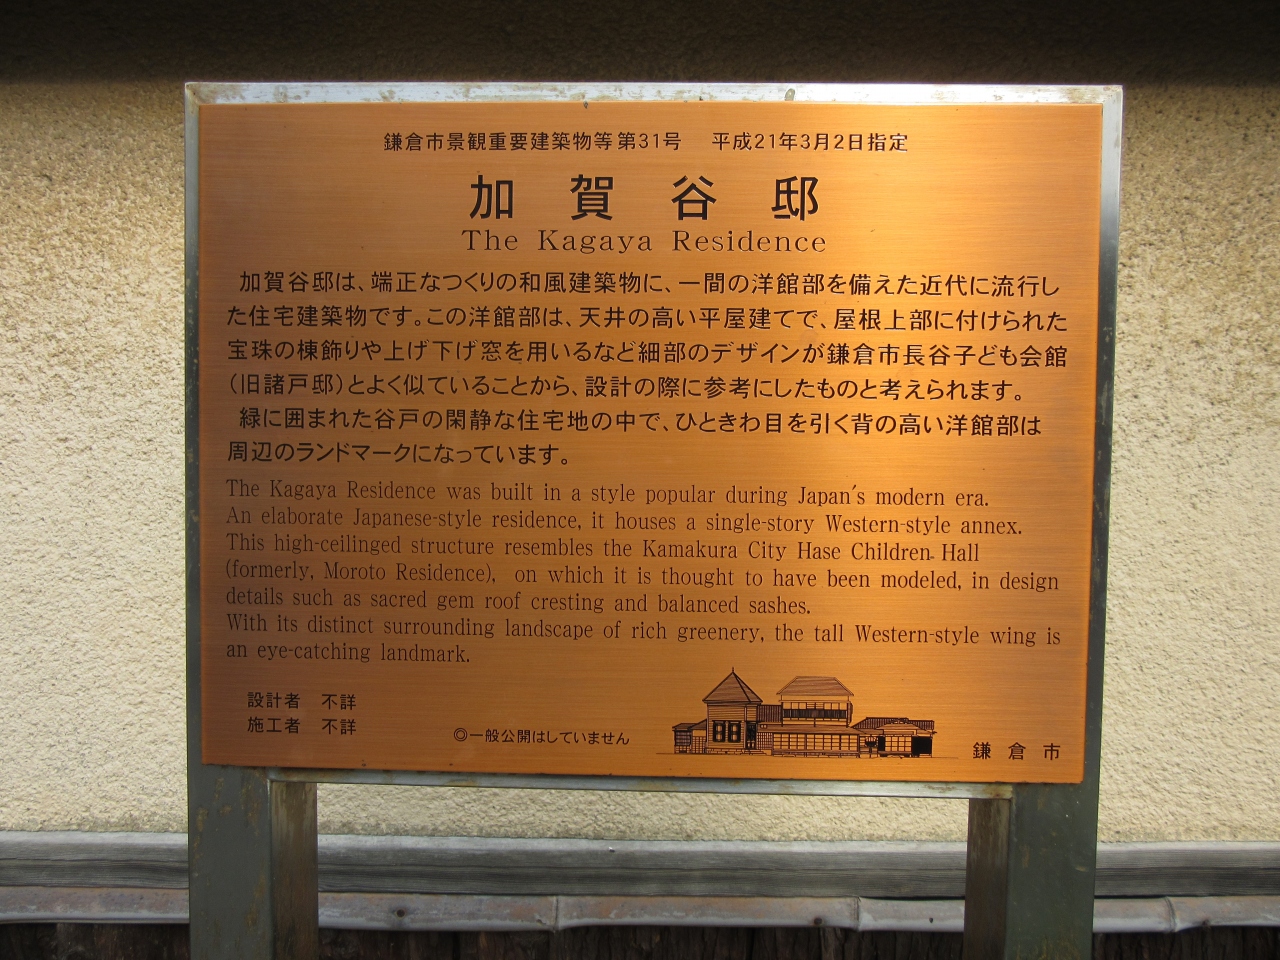 鎌倉市景観重要建築物等第31号　平成21年3月2日指定
加賀谷邸
The Kagaya Residence
加賀谷邸は、端正なつくりの和風建築物に、一間の洋館部を備えた近代に流行し
た住宅建築物です。この洋館部は、天井の高い平屋建てで、屋根上部に付けられた
宝珠の棟飾りや上げ下げ窓を用いるなど細部のデザインが鎌倉市長谷子ども会館
（旧諸戸邸）とよく似ていることから、設計の際に参考にしたものと考えられます。
緑に囲まれた谷戸の閑静な住宅地の中で、ひときわ目を引く背の高い洋館部は
周辺のランドマークになっています。
The Kagaya Residence was built in a style popular during Japan's modern era.
An elaborate Japanese-style residence, it houses a single-story Western-style annex.
This high-ceilinged structure resembles the Kamakura City Hase Children Hall
(formerly, Moroto Residence), on which it is thought to have been modeled, in design
details such as sacred gem roof cresting and balanced sashes.
With its distinct surrounding landscape of rich greenery, the tall Western-style wing is
an eye-catching landmark.
設計者　不詳
施工者　不詳
◎一般公開はしていません
鎌倉市